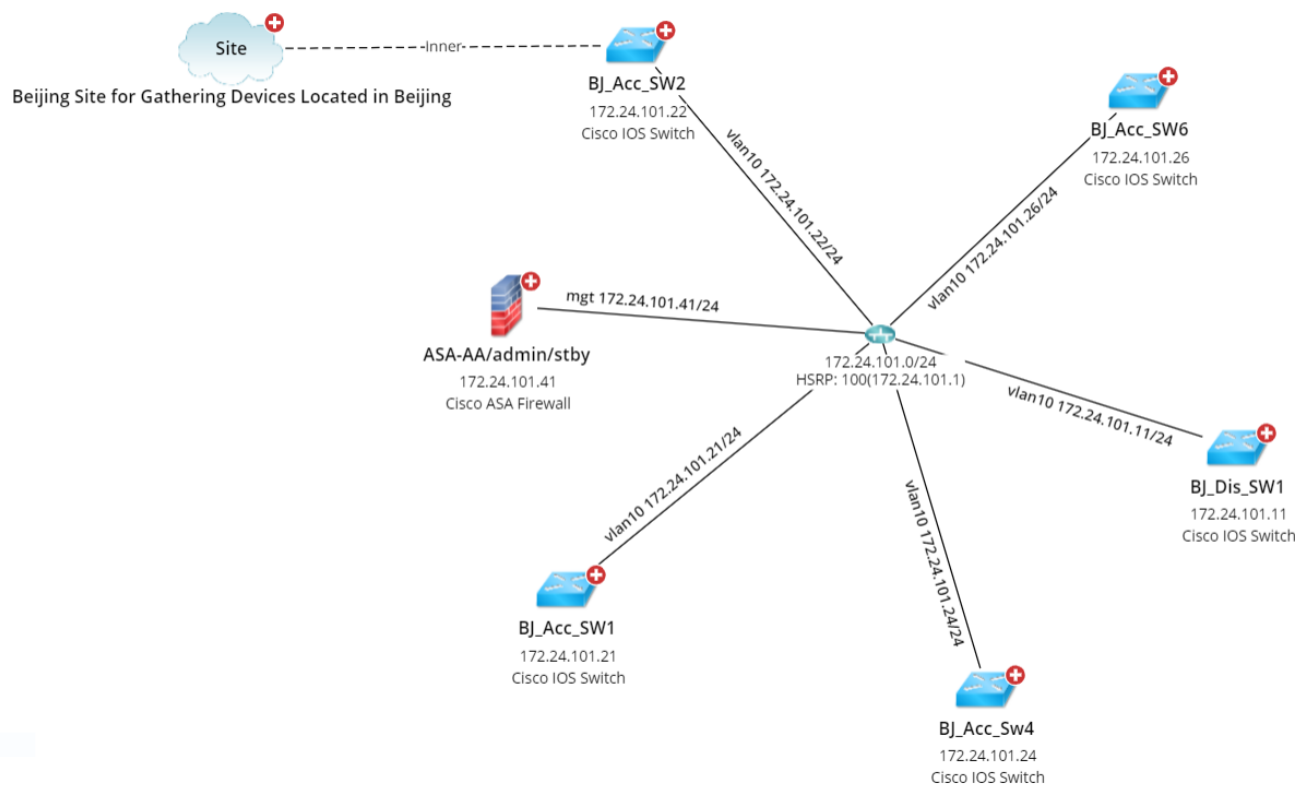 Site
Inner
Beijing Site for Gathering Devices Located in Beijing
BJ_Acc_SW2
172.24.101.22
Cisco IOS Switch
vlan10 172.24.101.22/24
BJ_Acc_SW6
172.24.101.26
Cisco IOS Switch
vlan10 172.24.101.26/24
mgt 172.24.101.41/24
ASA-AA/admin/stby
172.24.101.41
Cisco ASA Firewall
172.24.101.0/24
HSRP: 100(172.24.101.1)
vlan10 172.24.101.11/24
BJ_Dis_SW1
172.24.101.11
Cisco IOS Switch
vlan10 172.24.101.21/24
BJ_Acc_SW1
172.24.101.21
Cisco IOS Switch
vlan10 172.24.101.24/24
BJ_Acc_Sw4
172.24.101.24
Cisco IOS Switch